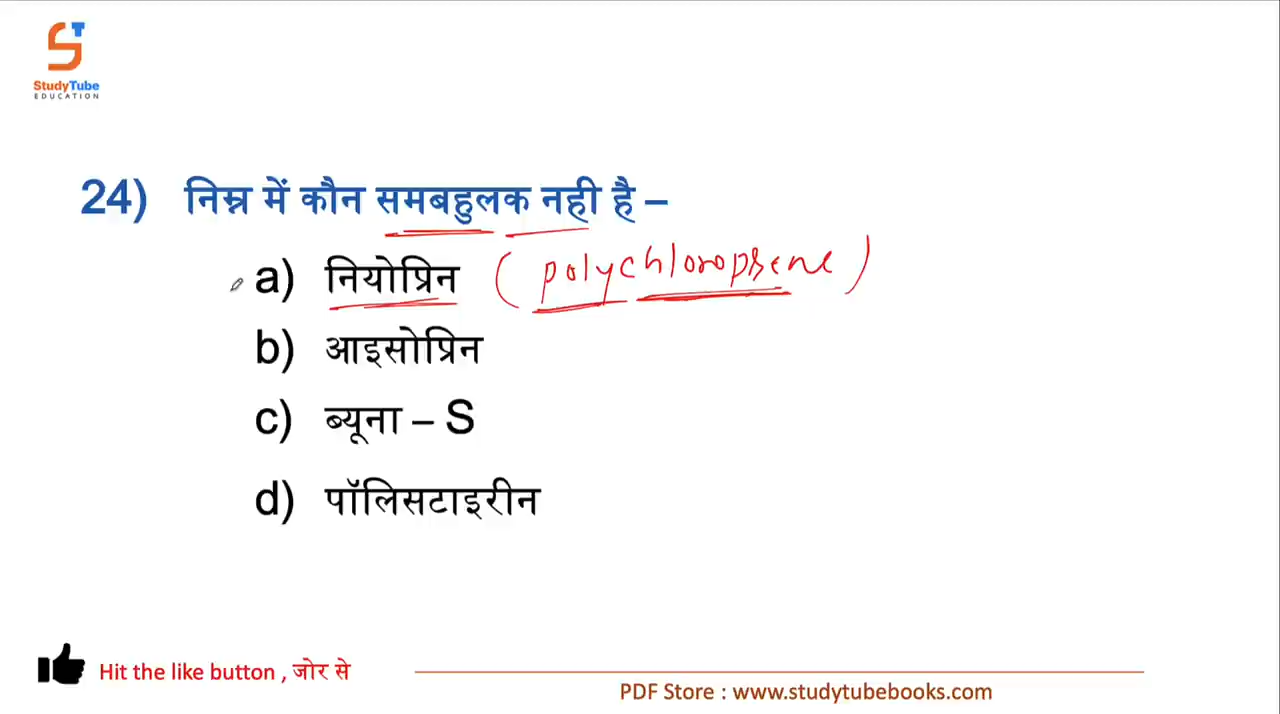 StudyTube
EDUCATION
24) निम्न में कौन समबहुलक नही है –
a) नियोप्रिन (polychloroprene)
b) आइसोप्रिन
c) ब्यूना – S
d) पॉलिसटाइरीन
Hit the like button , जोर से
PDF Store : www.studytubebooks.com